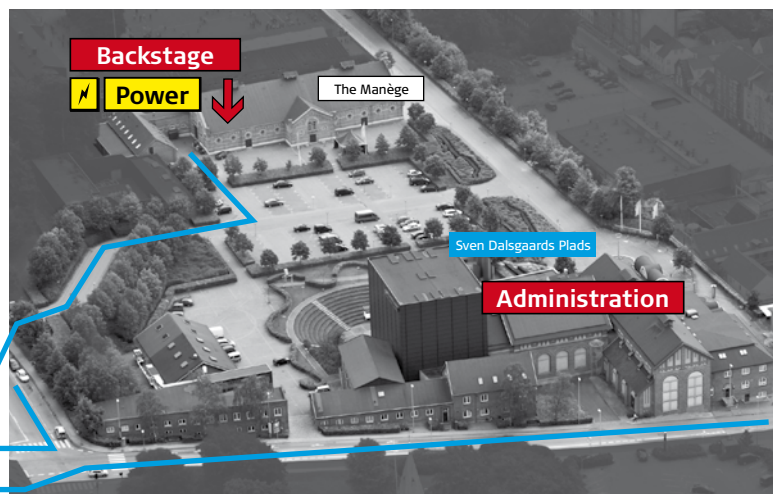 Backstage
Power
The Manège
Sven Dalsgaards Plads
Administration